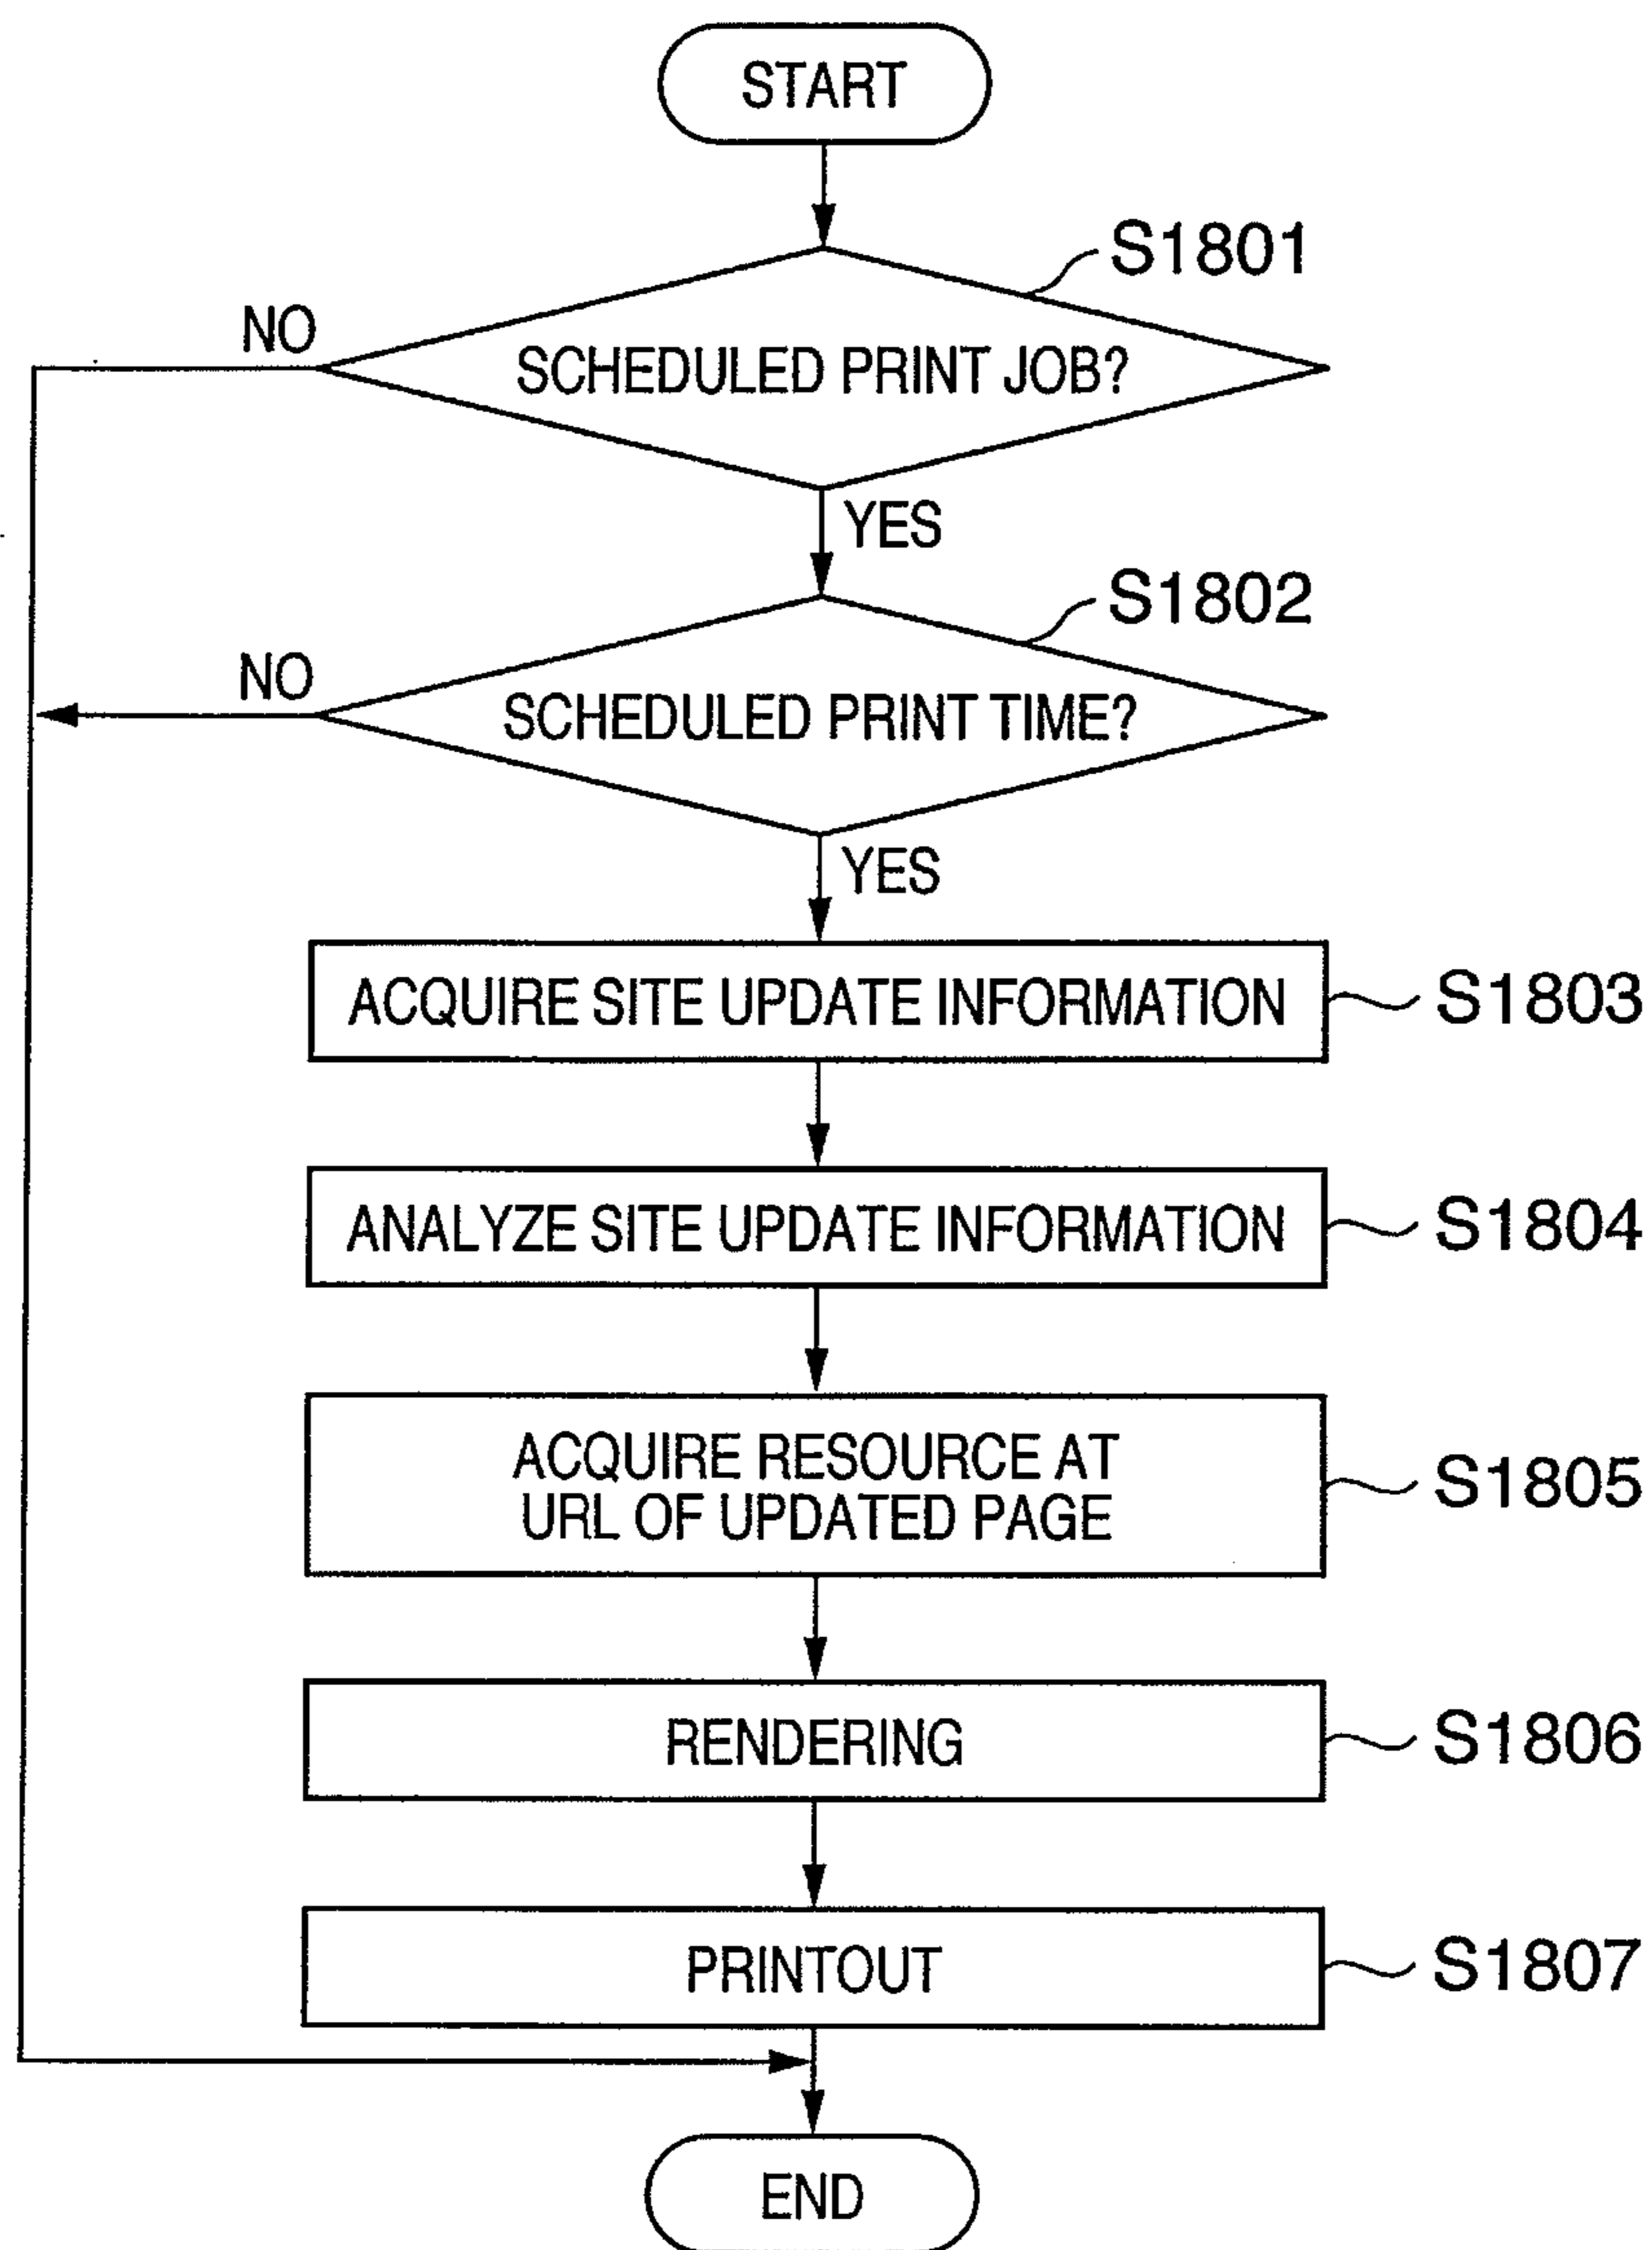 START
S1801
NO
SCHEDULED PRINT JOB?
YES
S1802
NO
SCHEDULED PRINT TIME?
YES
ACQUIRE SITE UPDATE INFORMATION
S1803
ANALYZE SITE UPDATE INFORMATION
S1804
ACQUIRE RESOURCE AT
URL OF UPDATED PAGE
S1805
RENDERING
S1806
PRINTOUT
S1807
END